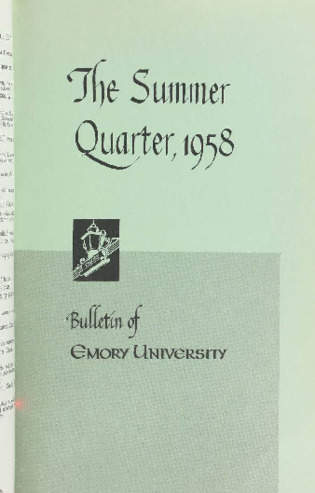 The Summer
Quarter, 1958
Bulletin of
EMORY UNIVERSITY